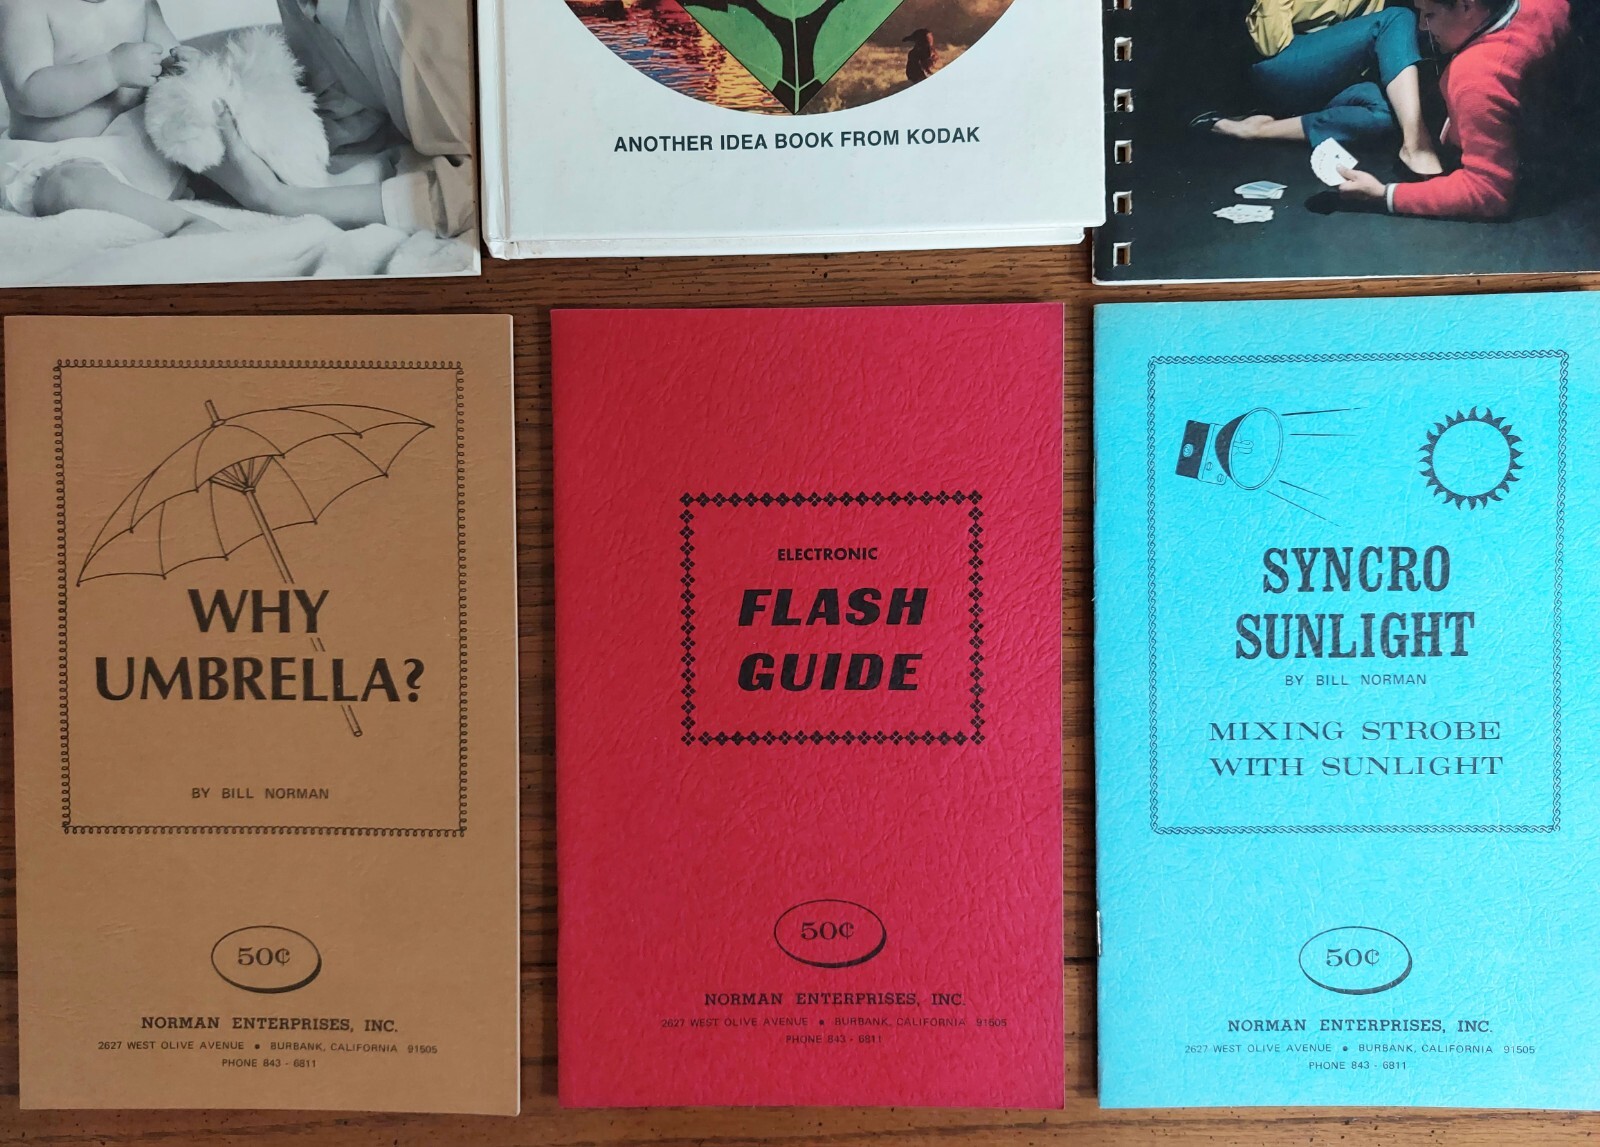 ANOTHER IDEA BOOK FROM KODAK
WHY
UMBRELLA?
BY BILL NORMAN
50¢
NORMAN ENTERPRISES, INC.
2627 WEST OLIVE AVENUE • BURBANK, CALIFORNIA 91505
PHONE 843 - 6811
ELECTRONIC
FLASH
GUIDE
50¢
NORMAN ENTERPRISES, INC.
2627 WEST OLIVE AVENUE • BURBANK, CALIFORNIA 91505
PHONE 843 - 6811
SYNCRO
SUNLIGHT
BY BILL NORMAN
MIXING STROBE
WITH SUNLIGHT
50¢
NORMAN ENTERPRISES, INC.
2627 WEST OLIVE AVENUE • BURBANK, CALIFORNIA 91505
PHONE 843 - 6811